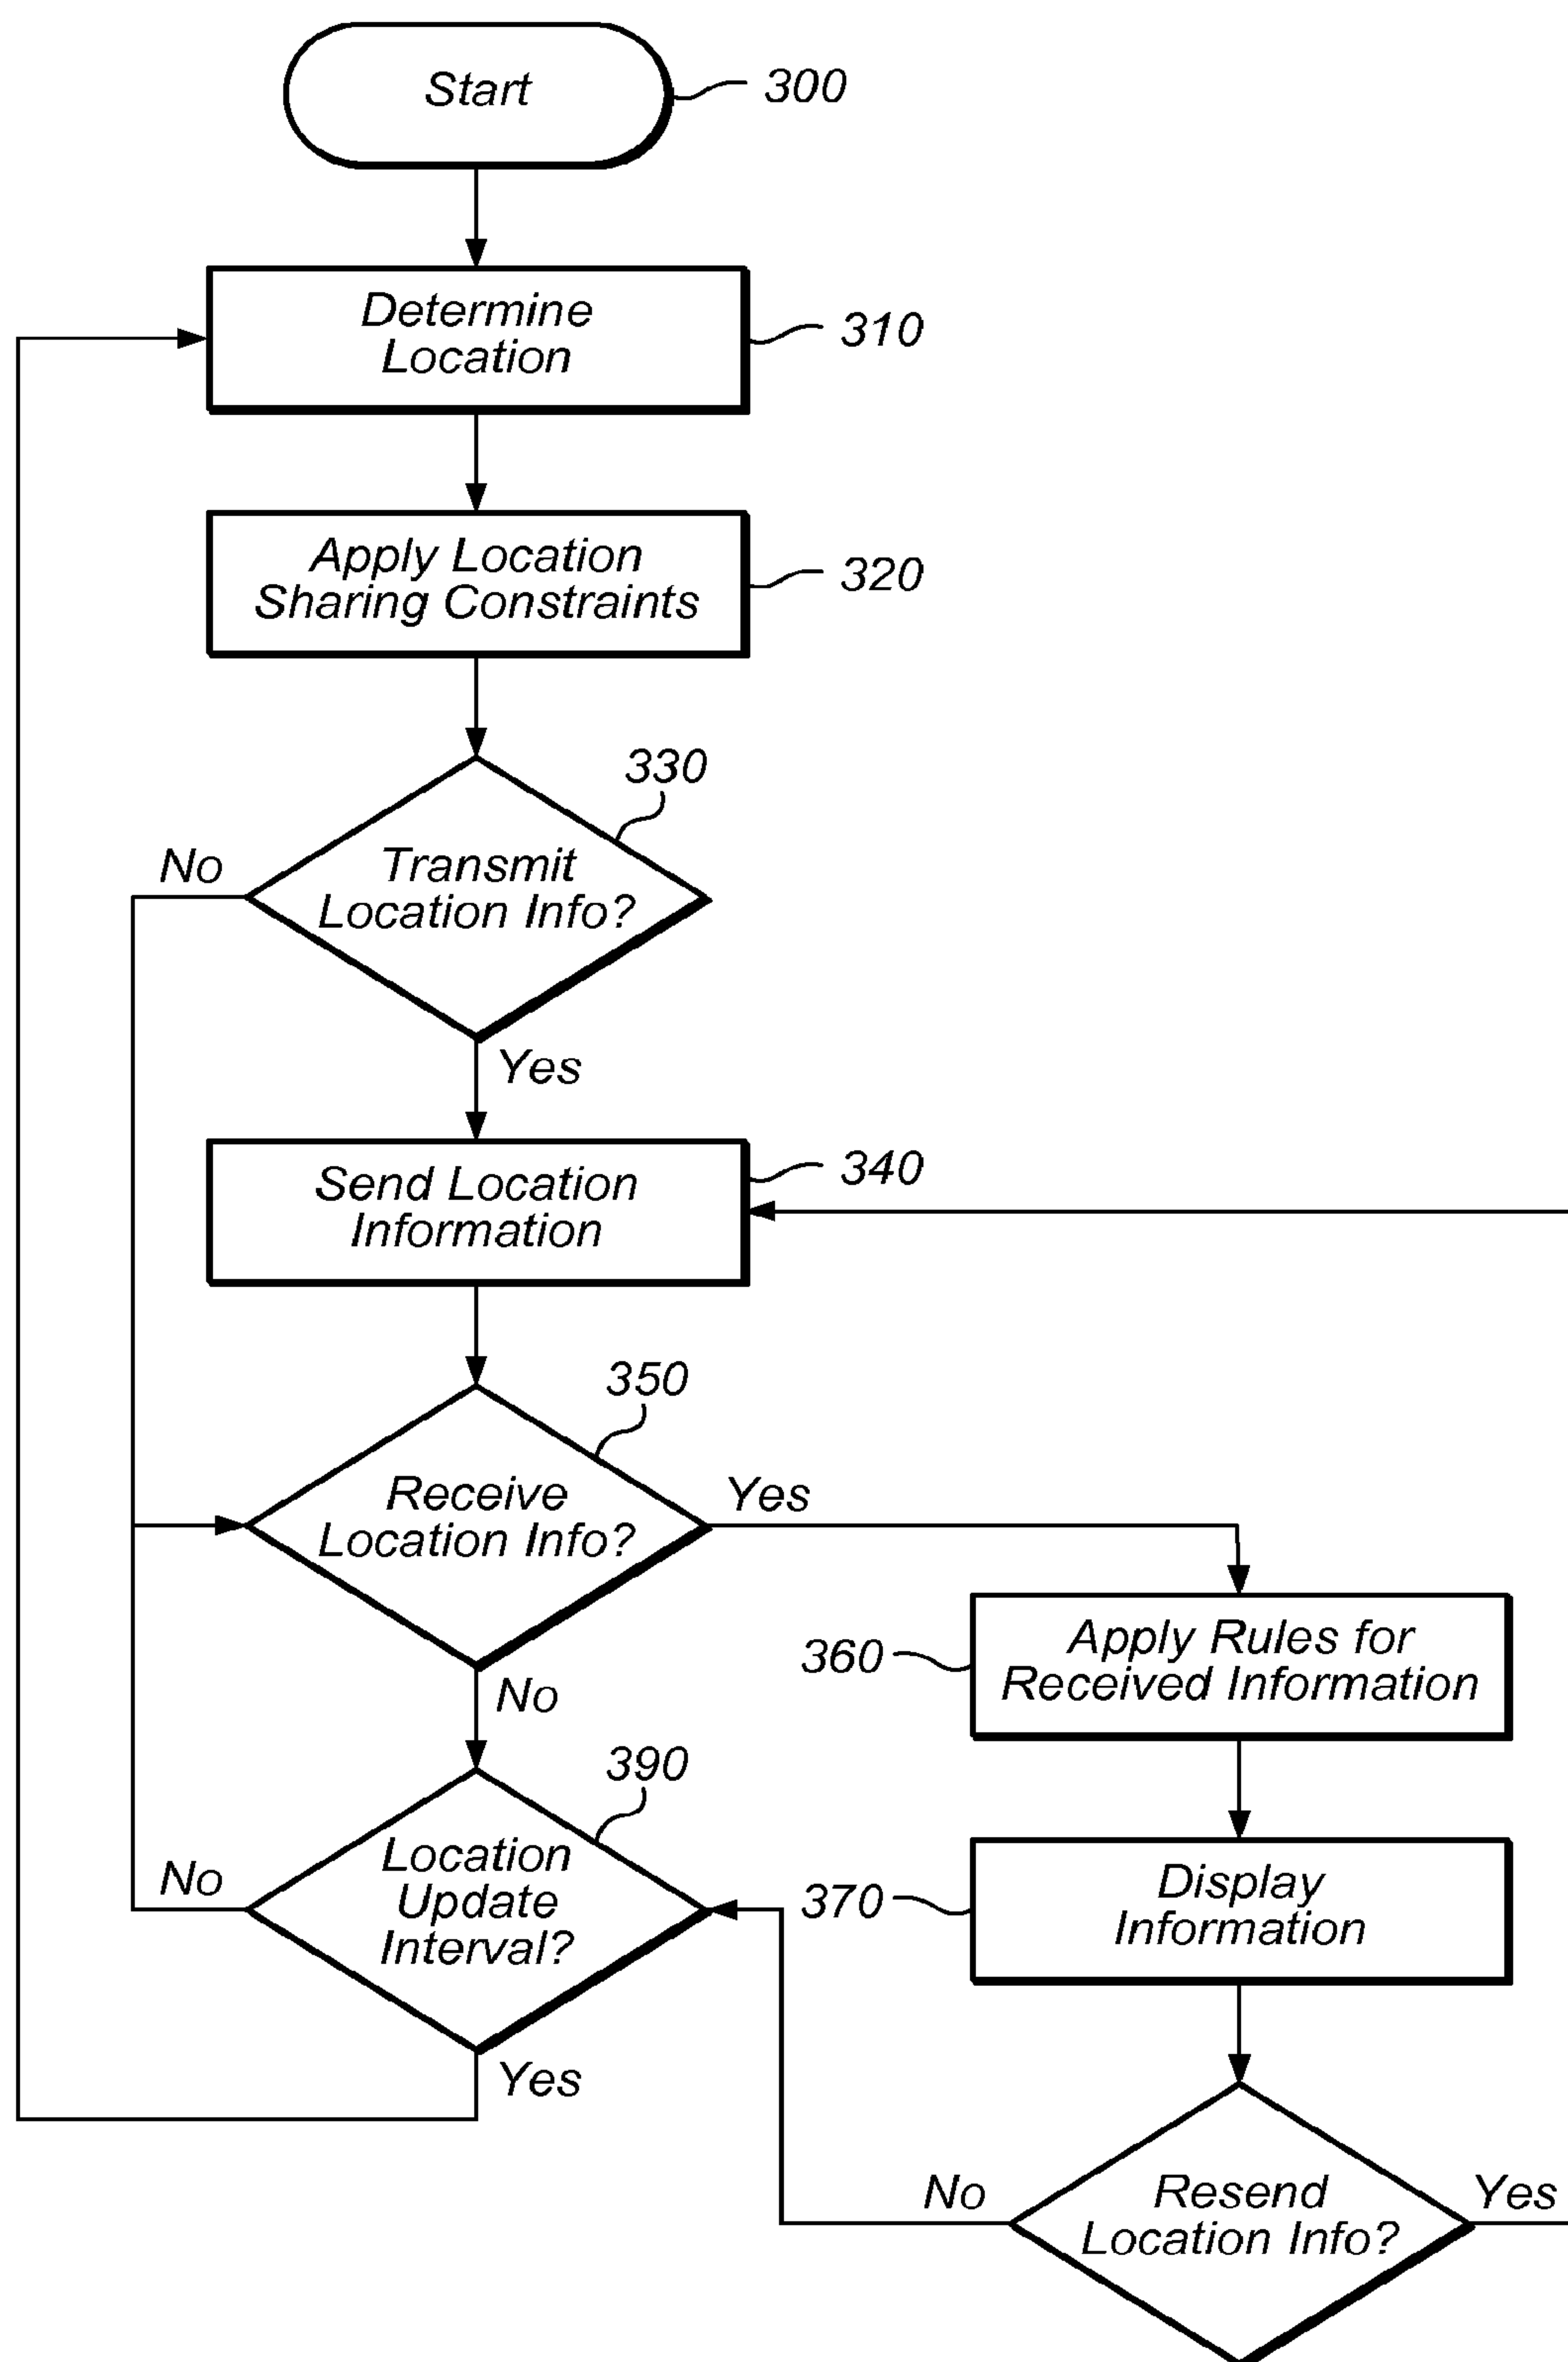 Start
300
Determine
Location
310
Apply Location
Sharing Constraints
320
330
No
Transmit
Location Info?
Yes
Send Location
Information
340
350
Receive
Location Info?
Yes
No
360
Apply Rules for
Received Information
390
No
Location
Update
Interval?
Yes
370
Display
Information
No
Resend
Location Info?
Yes